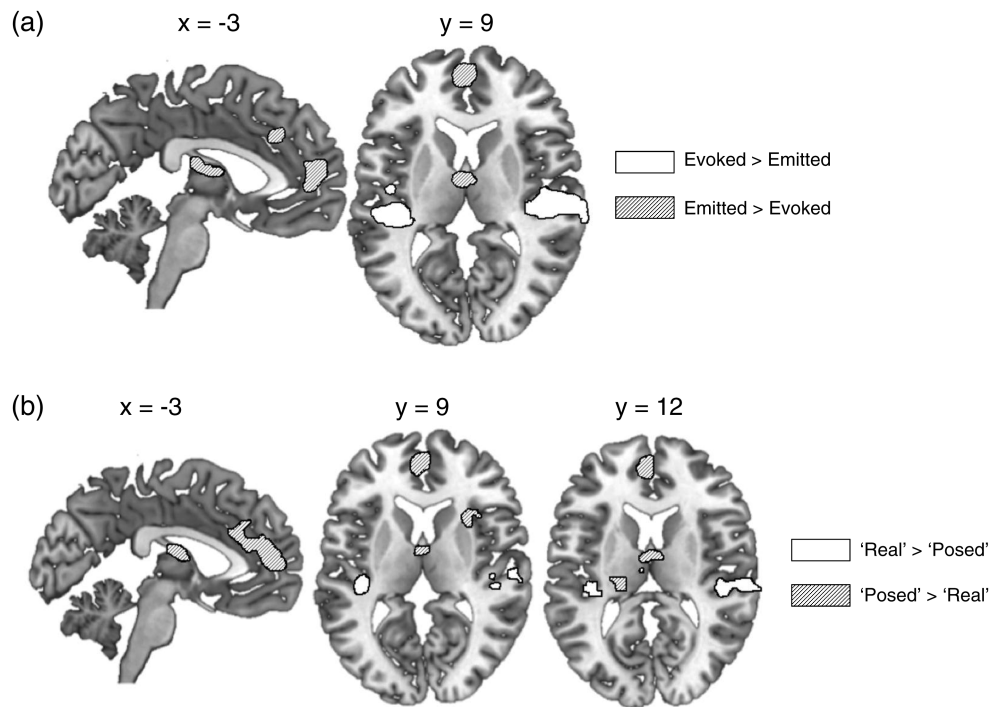 (a)
x = -3
y = 9
Evoked > Emitted
Emitted > Evoked
(b)
x = -3
y = 9
y = 12
‘Real’ > ‘Posed’
‘Posed’ > ‘Real’